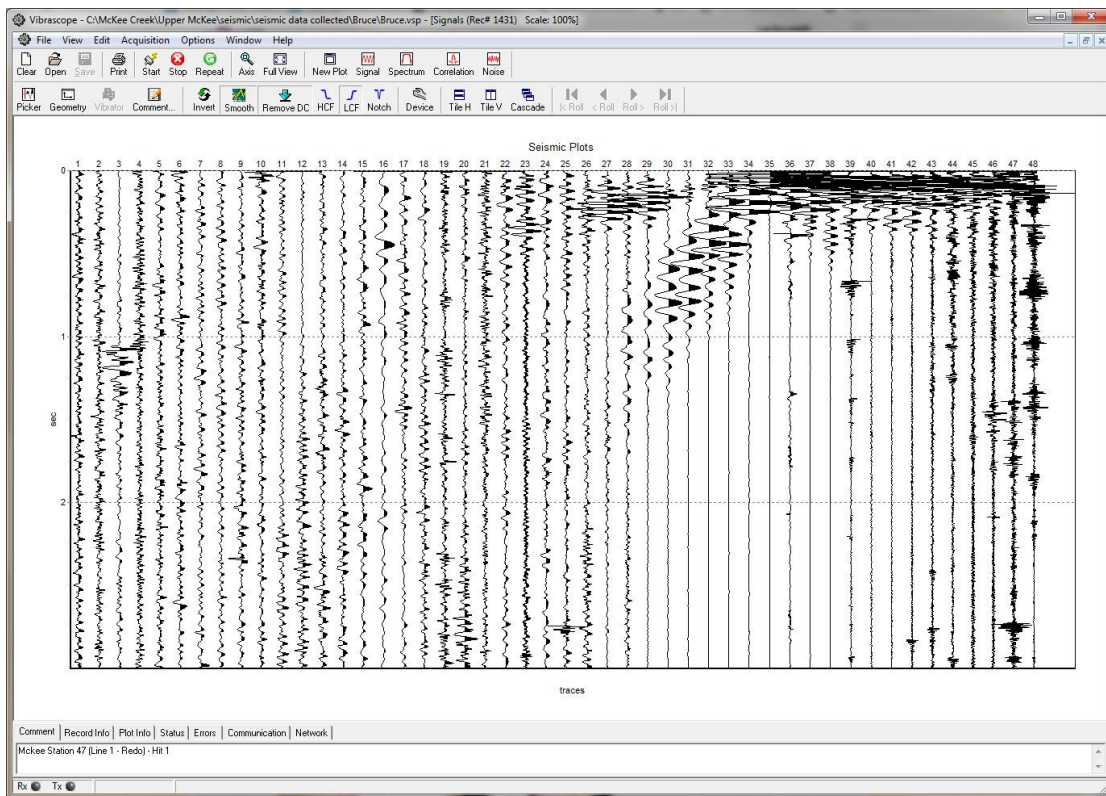 Vibrascope - C:\McKee Creek\Upper McKee\seismic\seismic data collected\Bruce\Bruce.vsp - [Signals (Rec# 1431) Scale: 100%]
File View Edit Acquisition Options Window Help
Clear Open Save Print Start Stop Repeat Axis Full View New Plot Signal Spectrum Correlation Noise
Picker Geometry Vibrator Comment... Invert Smooth Remove DC HCF LCF Notch Device Tile H Tile V Cascade |< Roll < Roll Roll > Roll >|
Seismic Plots
1 2 3 4 5 6 7 8 9 10 11 12 13 14 15 16 17 18 19 20 21 22 23 24 25 26 27 28 29 30 31 32 33 34 35 36 37 38 39 40 41 42 43 44 45 46 47 48
0
1
sec
2
traces
Comment Record Info Plot Info Status Errors Communication Network
Mckee Station 47 (Line 1 - Redo) - Hit 1
Rx Tx